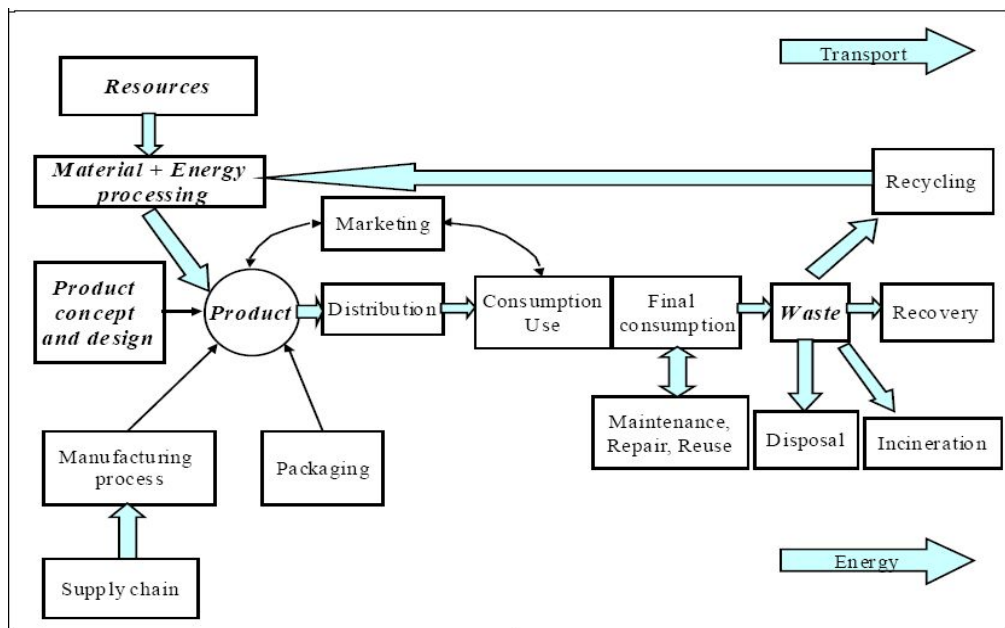 Transport
Resources
Material + Energy
processing
Recycling
Marketing
Product
concept
and design
Product
Distribution
Consumption
Use
Final
consumption
Waste
Recovery
Maintenance,
Repair, Reuse
Disposal
Incineration
Manufacturing
process
Packaging
Supply chain
Energy